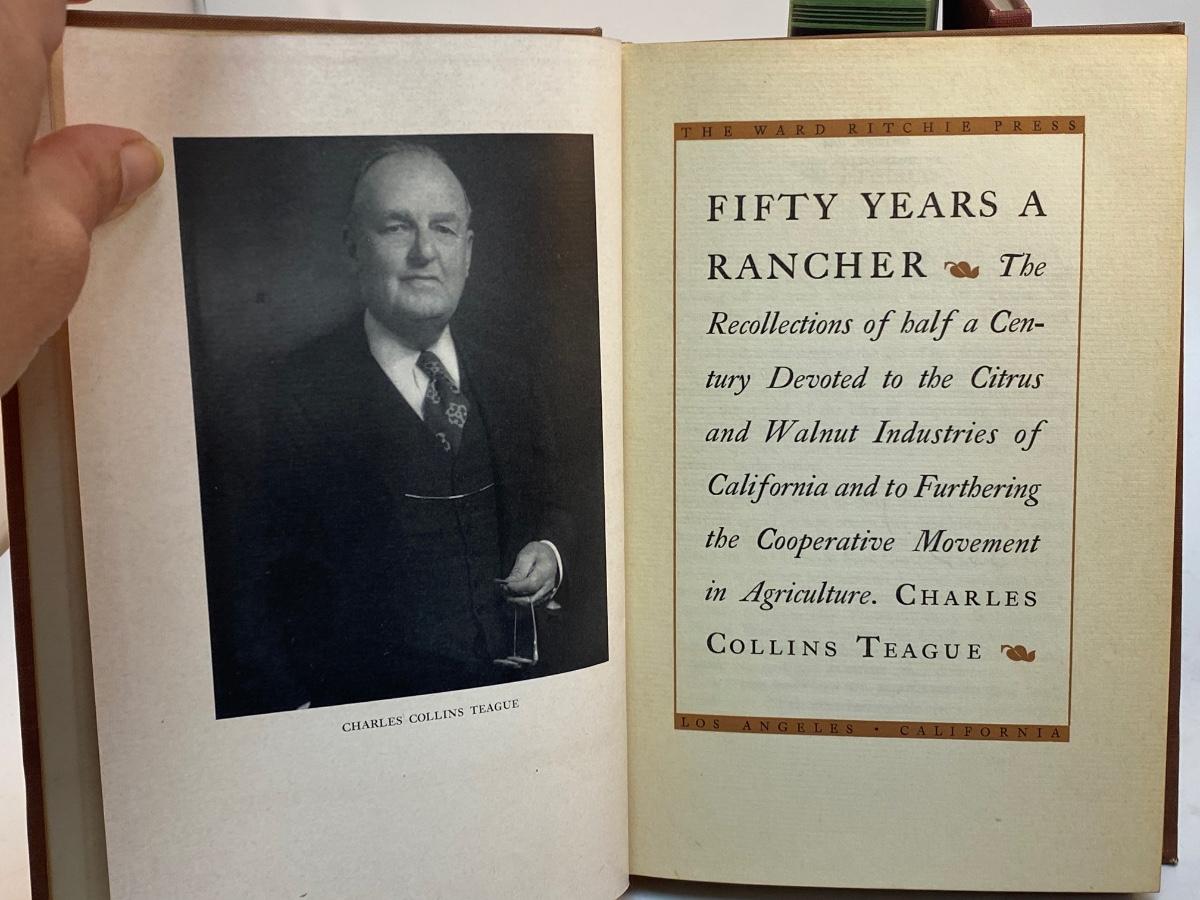 CHARLES COLLINS TEAGUE
THE WARD RITCHIE PRESS
FIFTY YEARS A
RANCHER The
Recollections of half a Cen-
tury Devoted to the Citrus
and Walnut Industries of
California and to Furthering
the Cooperative Movement
in Agriculture. CHARLES
COLLINS TEAGUE
LOS ANGELES · CALIFORNIA